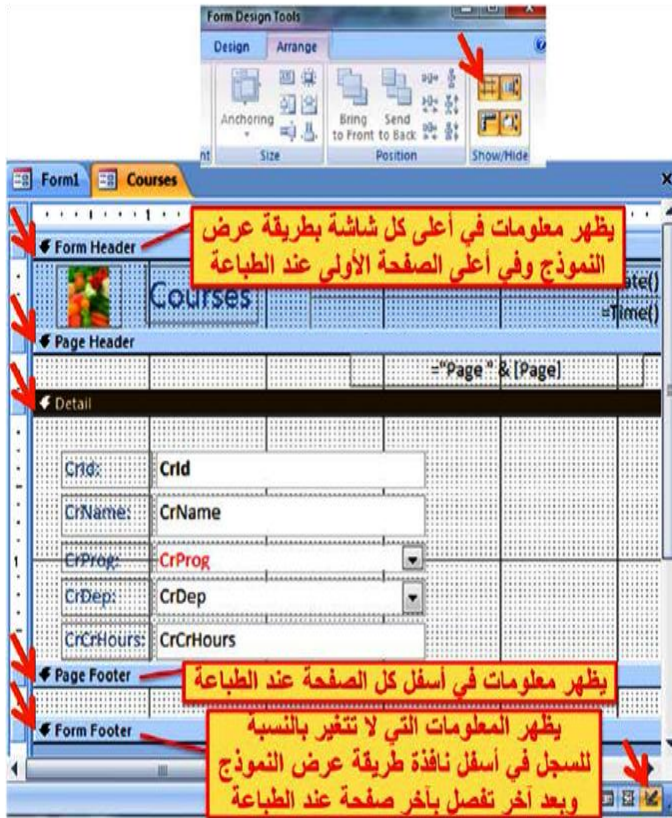 Form Design Tools
Design Arrange
Anchoring
Bring to Front
Send to Back
Size
Position
Show/Hide
Form1 Courses
1
Form Header
يظهر معلومات في أعلى كل شاشة بطريقة عرض
النموذج وفي أعلى الصفحة الأولى عند الطباعة
Courses
ate()
=Time()
Page Header
="Page " & [Page]
Detail
CrId: CrId
CrName: CrName
1
CrProg: CrProg
CrDep: CrDep
CrCrHours: CrCrHours
Page Footer
يظهر معلومات في أسفل كل الصفحة عند الطباعة
Form Footer
يظهر المعلومات التي لا تتغير بالنسبة
للسجل في أسفل نافذة طريقة عرض النموذج
وبعد آخر تفصل بآخر صفحة عند الطباعة